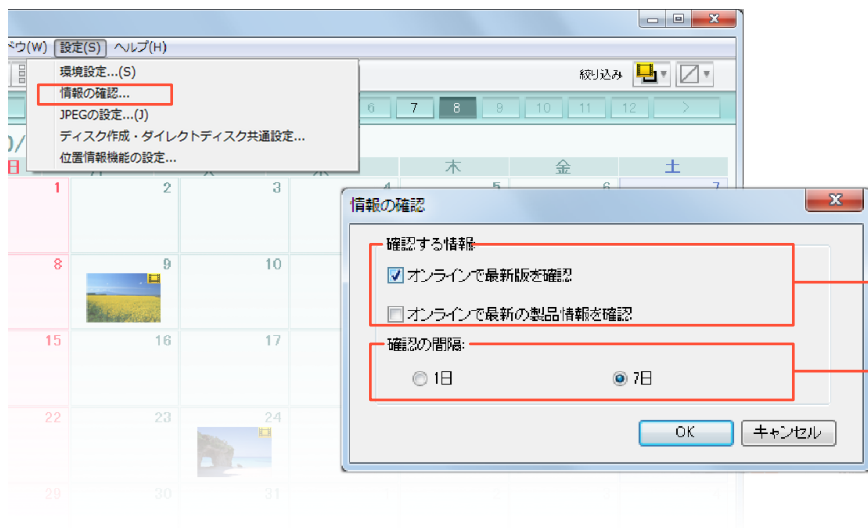 ドウ(W) 設定(S) ヘルプ(H)
環境設定...(S)
情報の確認...
JPEGの設定...(J)
ディスク作成・ダイレクトディスク共通設定...
位置情報機能の設定...
絞り込み
6 7 8 9 10 11 12
日 木 金 土
1 2 3 4 5 6 7
8 9 10
15 16 17
22 23 24
29 30 31
情報の確認
確認する情報
オンラインで最新版を確認
オンラインで最新の製品情報を確認
確認の間隔:
1日 7日
OK キャンセル